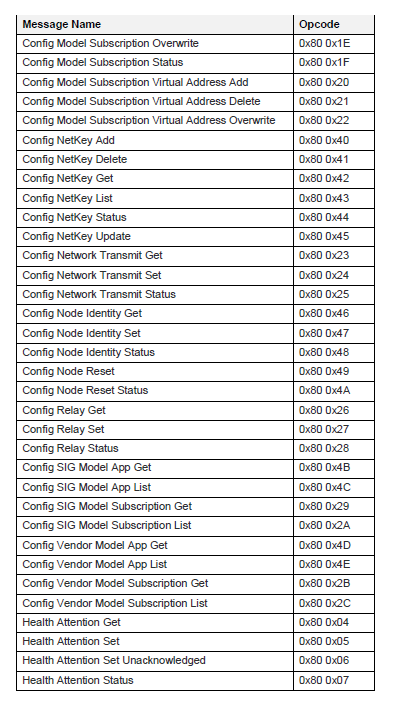 Message Name Opcode
Config Model Subscription Overwrite 0x80 0x1E
Config Model Subscription Status 0x80 0x1F
Config Model Subscription Virtual Address Add 0x80 0x20
Config Model Subscription Virtual Address Delete 0x80 0x21
Config Model Subscription Virtual Address Overwrite 0x80 0x22
Config NetKey Add 0x80 0x40
Config NetKey Delete 0x80 0x41
Config NetKey Get 0x80 0x42
Config NetKey List 0x80 0x43
Config NetKey Status 0x80 0x44
Config NetKey Update 0x80 0x45
Config Network Transmit Get 0x80 0x23
Config Network Transmit Set 0x80 0x24
Config Network Transmit Status 0x80 0x25
Config Node Identity Get 0x80 0x46
Config Node Identity Set 0x80 0x47
Config Node Identity Status 0x80 0x48
Config Node Reset 0x80 0x49
Config Node Reset Status 0x80 0x4A
Config Relay Get 0x80 0x26
Config Relay Set 0x80 0x27
Config Relay Status 0x80 0x28
Config SIG Model App Get 0x80 0x4B
Config SIG Model App List 0x80 0x4C
Config SIG Model Subscription Get 0x80 0x29
Config SIG Model Subscription List 0x80 0x2A
Config Vendor Model App Get 0x80 0x4D
Config Vendor Model App List 0x80 0x4E
Config Vendor Model Subscription Get 0x80 0x2B
Config Vendor Model Subscription List 0x80 0x2C
Health Attention Get 0x80 0x04
Health Attention Set 0x80 0x05
Health Attention Set Unacknowledged 0x80 0x06
Health Attention Status 0x80 0x07